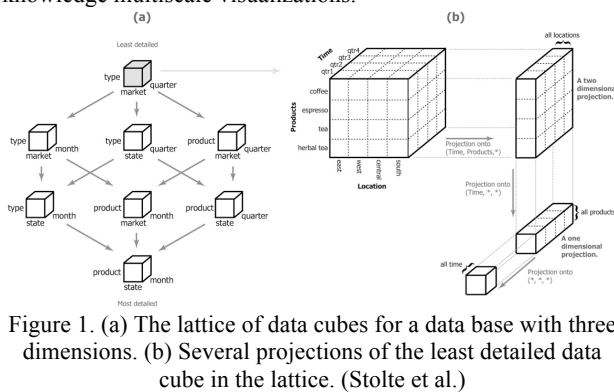 knowledge multiscale visualizations.
(a)
(b)
Least detailed
type
quarter
market
type
month
market
type
quarter
state
product
quarter
market
type
month
state
product
month
market
product
quarter
state
product
month
state
Most detailed
Time
qtr4
qtr3
qtr2
qtr1
Products
coffee
espresso
tea
herbal tea
east
west
central
south
Location
all locations
A two
dimensional
projection.
Projection onto
(Time, Products,*)
Projection onto
(Time, *, *)
all products
A one
dimensional
projection.
all time
Projection onto
(*, *, *)
Figure 1. (a) The lattice of data cubes for a data base with three
dimensions. (b) Several projections of the least detailed data
cube in the lattice. (Stolte et al.)